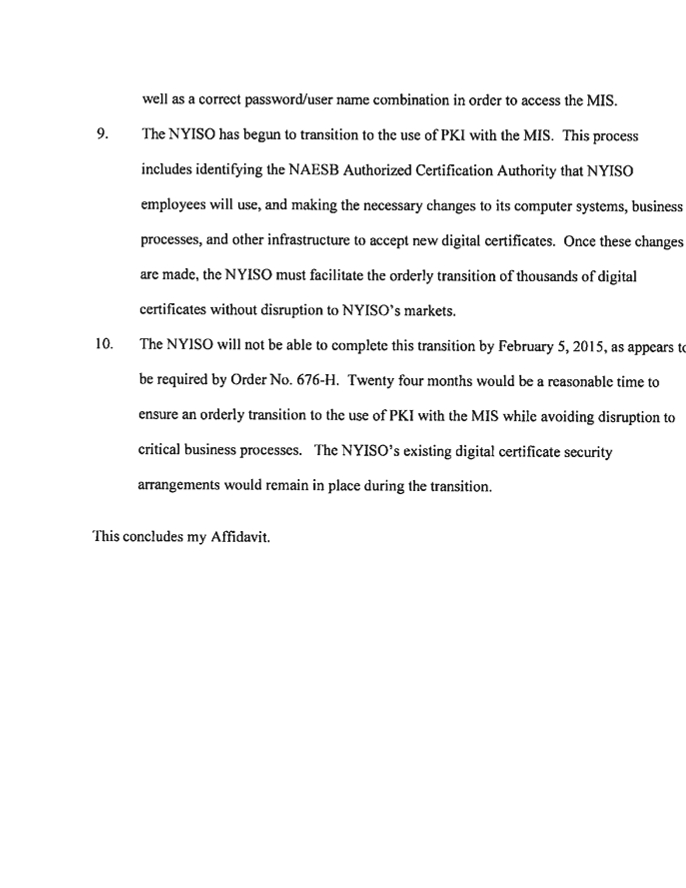 well as a correct password/user name combination in order to access the MIS.
9. The NYISO has begun to transition to the use of PKI with the MIS. This process
includes identifying the NAESB Authorized Certification Authority that NYISO
employees will use, and making the necessary changes to its computer systems, business
processes, and other infrastructure to accept new digital certificates. Once these changes
are made, the NYISO must facilitate the orderly transition of thousands of digital
certificates without disruption to NYISO's markets.
10. The NYISO will not be able to complete this transition by February 5, 2015, as appears to
be required by Order No. 676-H. Twenty four months would be a reasonable time to
ensure an orderly transition to the use of PKI with the MIS while avoiding disruption to
critical business processes. The NYISO's existing digital certificate security
arrangements would remain in place during the transition.
This concludes my Affidavit.